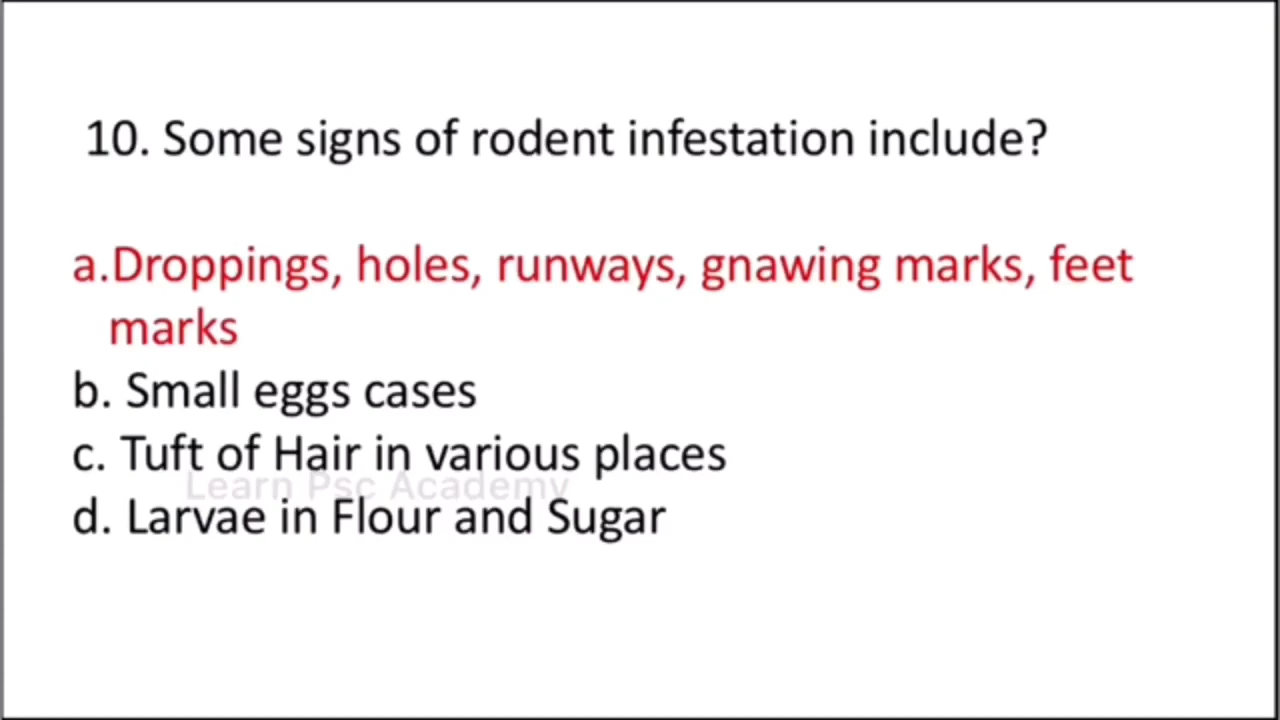 10. Some signs of rodent infestation include?
a.Droppings, holes, runways, gnawing marks, feet
marks
b. Small eggs cases
c. Tuft of Hair in various places
Learn Psc Academy
d. Larvae in Flour and Sugar